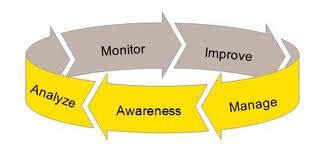 Monitor
Improve
Analyze
Awareness
Manage